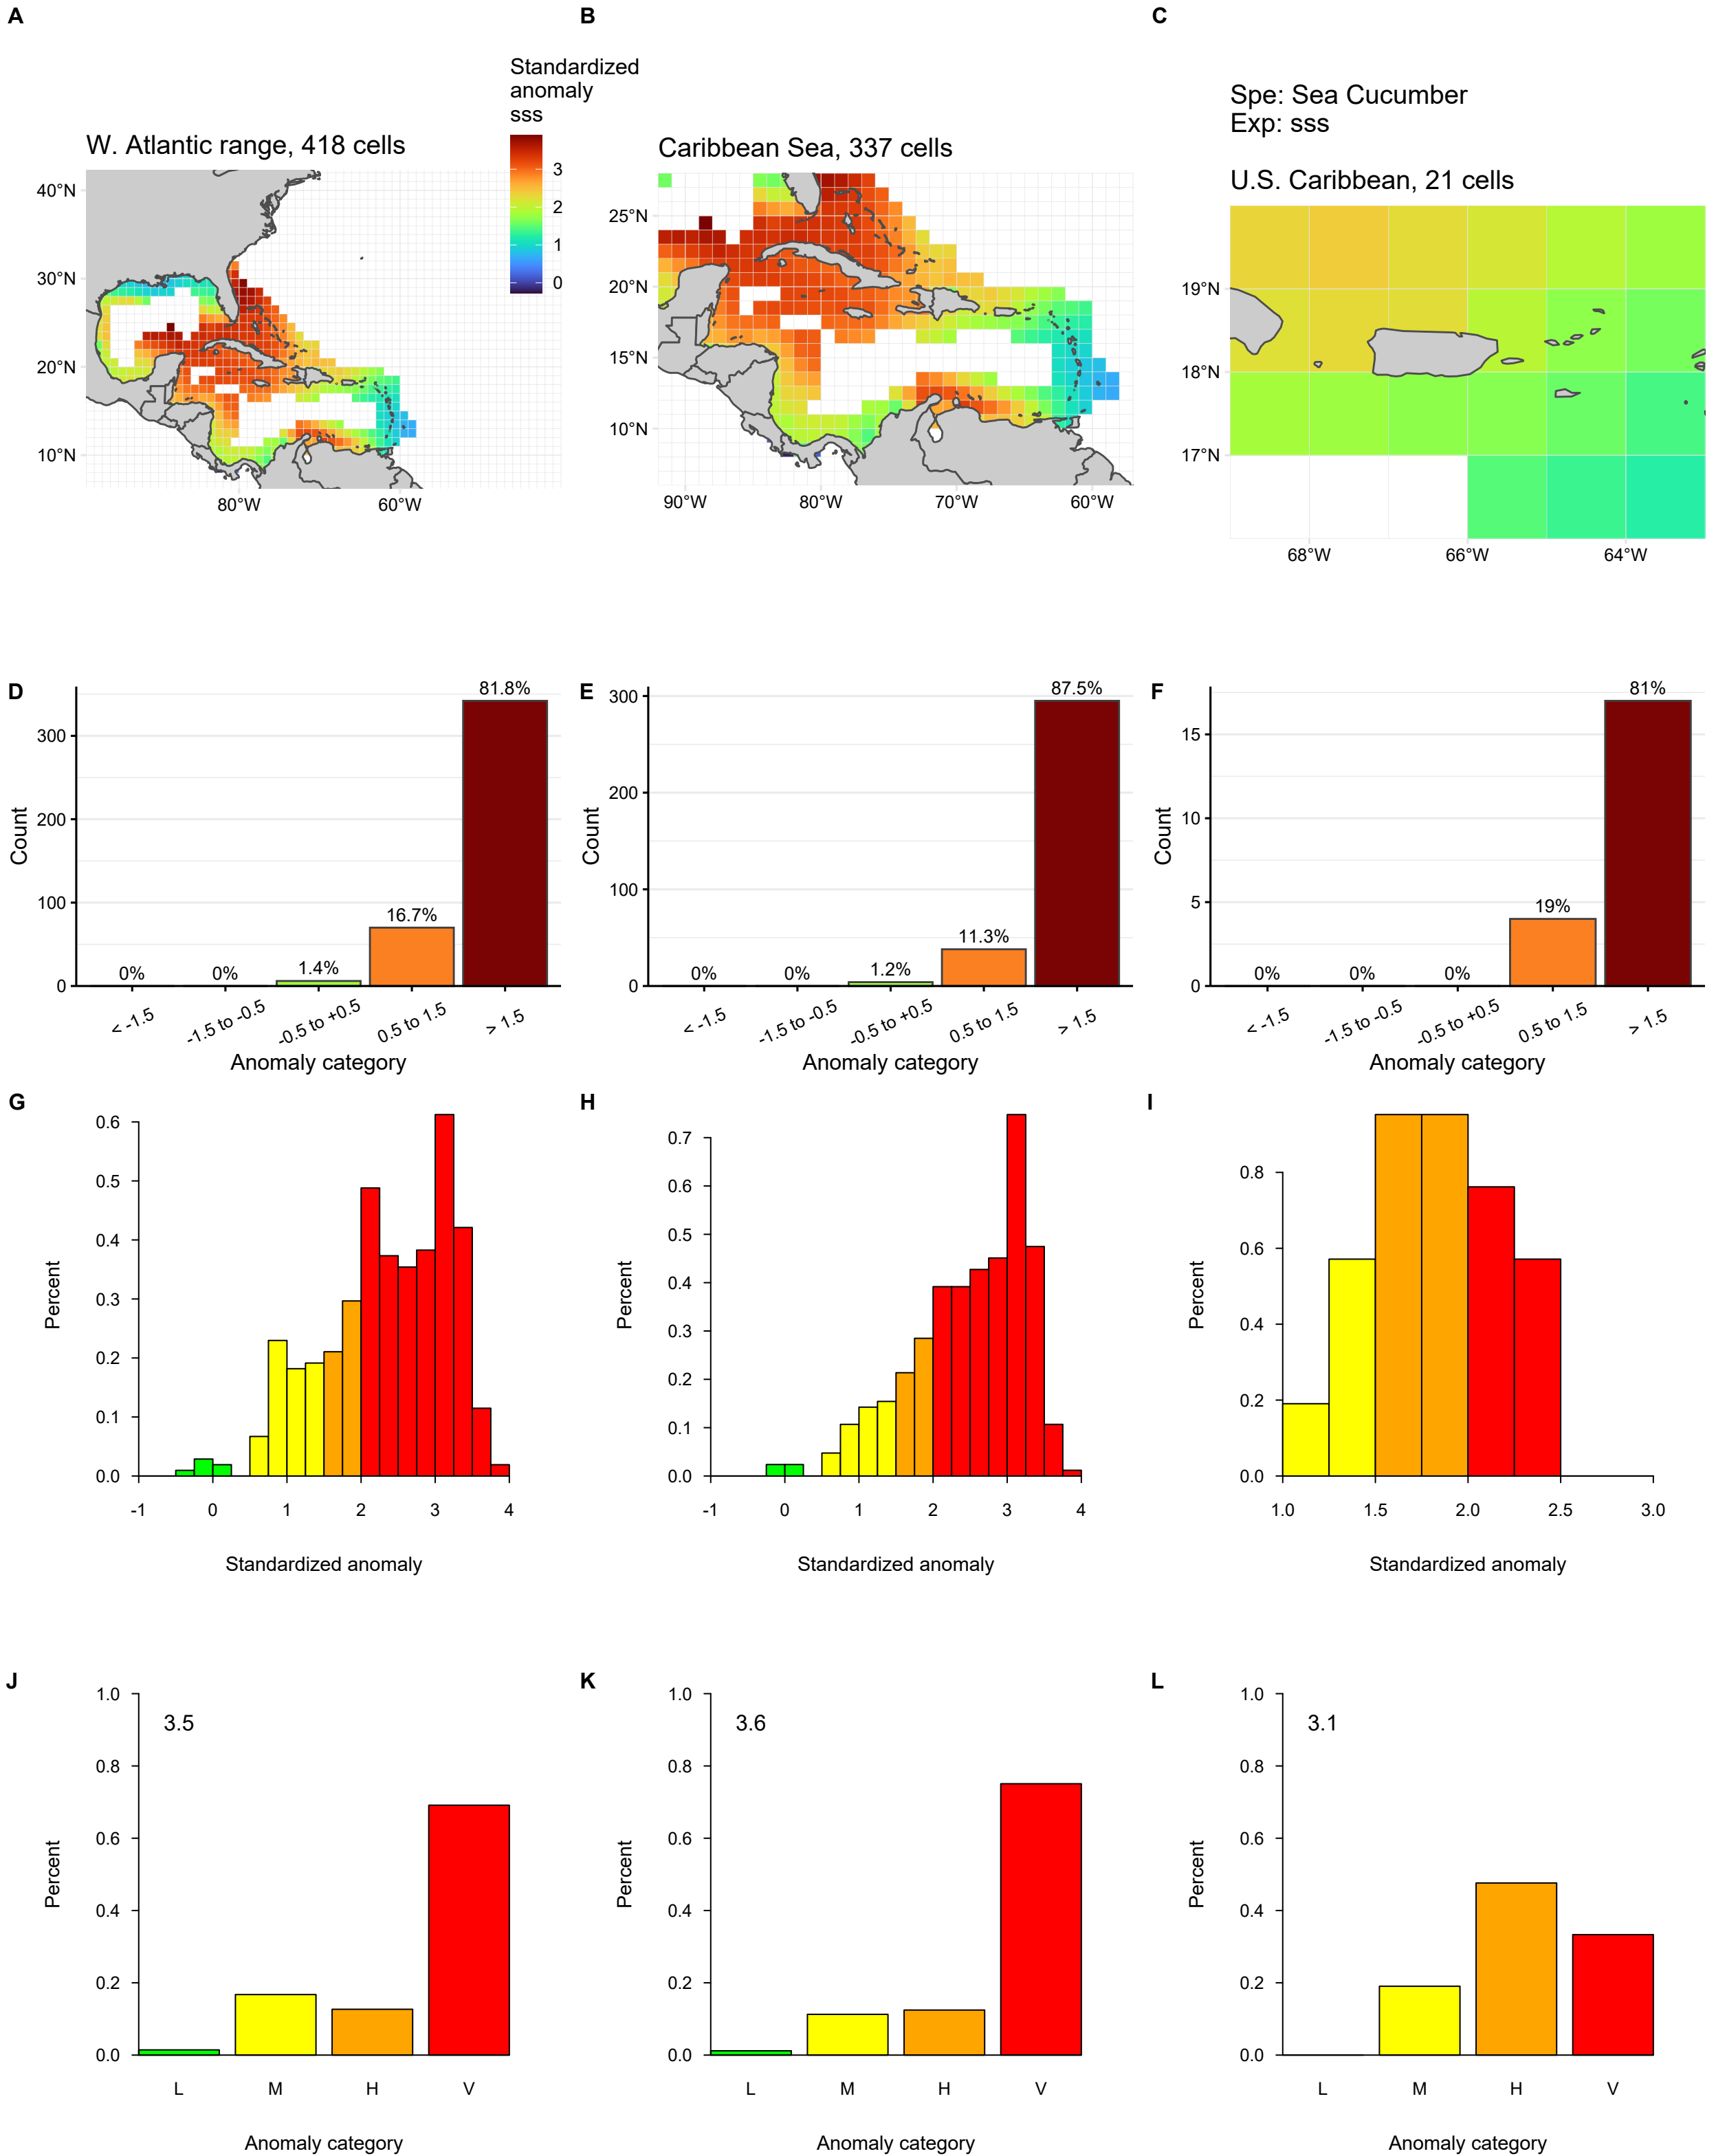 A
B
C
Standardized
anomaly
sss
3
2
1
0
W. Atlantic range, 418 cells
40°N
30°N
20°N
10°N
80°W
60°W
Caribbean Sea, 337 cells
25°N
20°N
15°N
10°N
90°W
80°W
70°W
60°W
Spe: Sea Cucumber
Exp: sss
U.S. Caribbean, 21 cells
19°N
18°N
17°N
68°W
66°W
64°W
D
Count
300
200
100
0
0%
0%
1.4%
16.7%
81.8%
< -1.5
-1.5 to -0.5
-0.5 to +0.5
0.5 to 1.5
> 1.5
Anomaly category
E
Count
300
200
100
0
0%
0%
1.2%
11.3%
87.5%
< -1.5
-1.5 to -0.5
-0.5 to +0.5
0.5 to 1.5
> 1.5
Anomaly category
F
Count
15
10
5
0
0%
0%
0%
19%
81%
< -1.5
-1.5 to -0.5
-0.5 to +0.5
0.5 to 1.5
> 1.5
Anomaly category
G
Percent
0.6
0.5
0.4
0.3
0.2
0.1
0.0
-1
0
1
2
3
4
Standardized anomaly
H
Percent
0.7
0.6
0.5
0.4
0.3
0.2
0.1
0.0
-1
0
1
2
3
4
Standardized anomaly
I
Percent
0.8
0.6
0.4
0.2
0.0
1.0
1.5
2.0
2.5
3.0
Standardized anomaly
J
3.5
Percent
1.0
0.8
0.6
0.4
0.2
0.0
L
M
H
V
Anomaly category
K
3.6
Percent
1.0
0.8
0.6
0.4
0.2
0.0
L
M
H
V
Anomaly category
L
3.1
Percent
1.0
0.8
0.6
0.4
0.2
0.0
L
M
H
V
Anomaly category